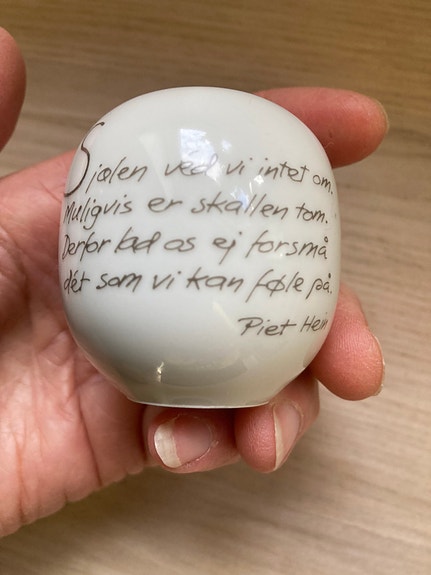 Sjælen ved vi intet om.
Muligvis er skallen tom.
Derfor lad os ej forsmå
dét som vi kan føle på.
Piet Hein